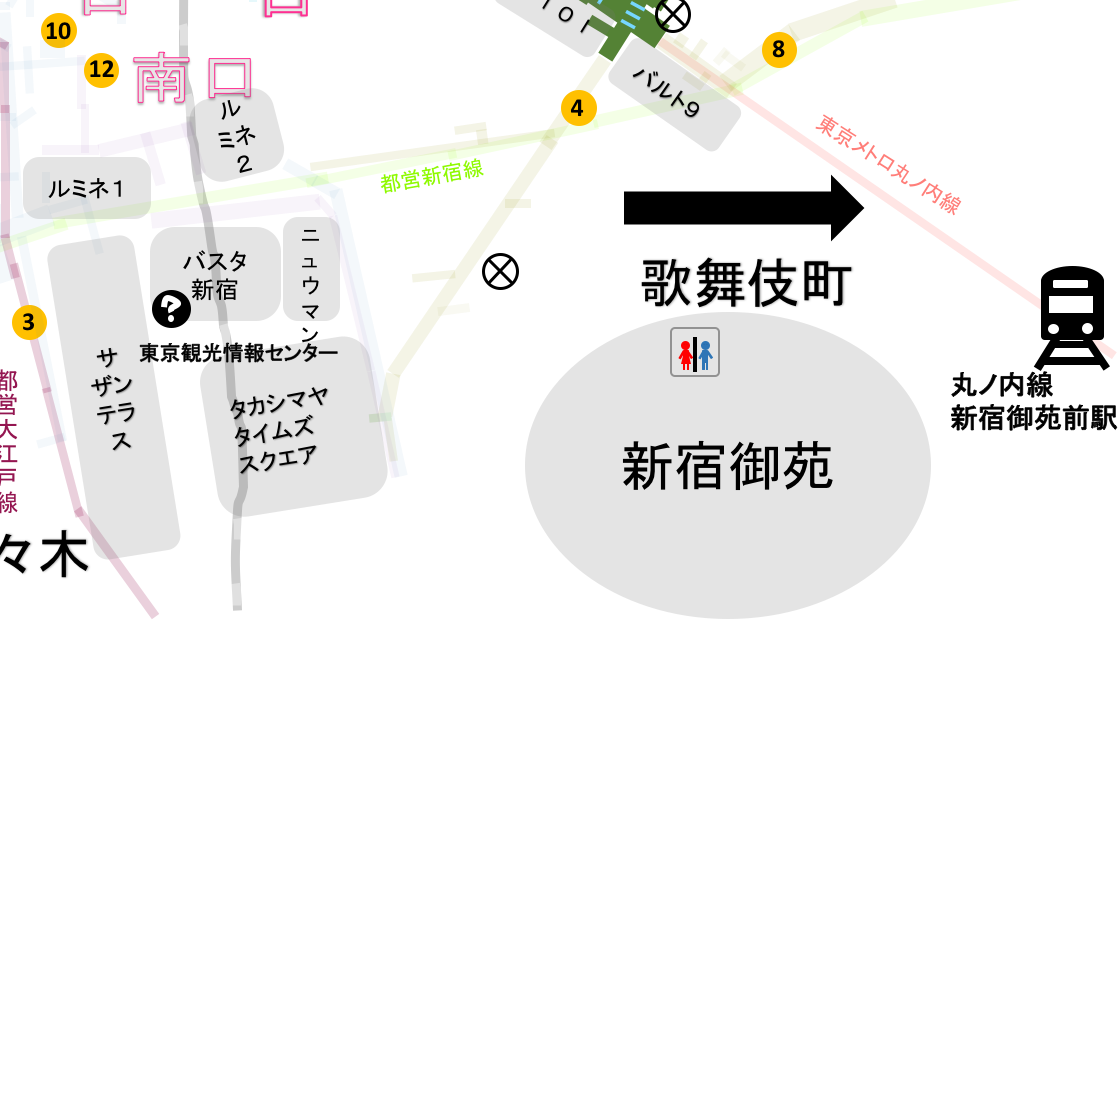 10
12
南口
8
4
バルト9
ルミネ2
都営新宿線
東京メトロ丸ノ内線
ルミネ1
バスタ
新宿
ニュウマン
歌舞伎町
3
東京観光情報センター
サザンテラス
タカシマヤ
タイムズ
スクエア
都営大江戸線
新宿御苑
丸ノ内線
新宿御苑前駅
々木